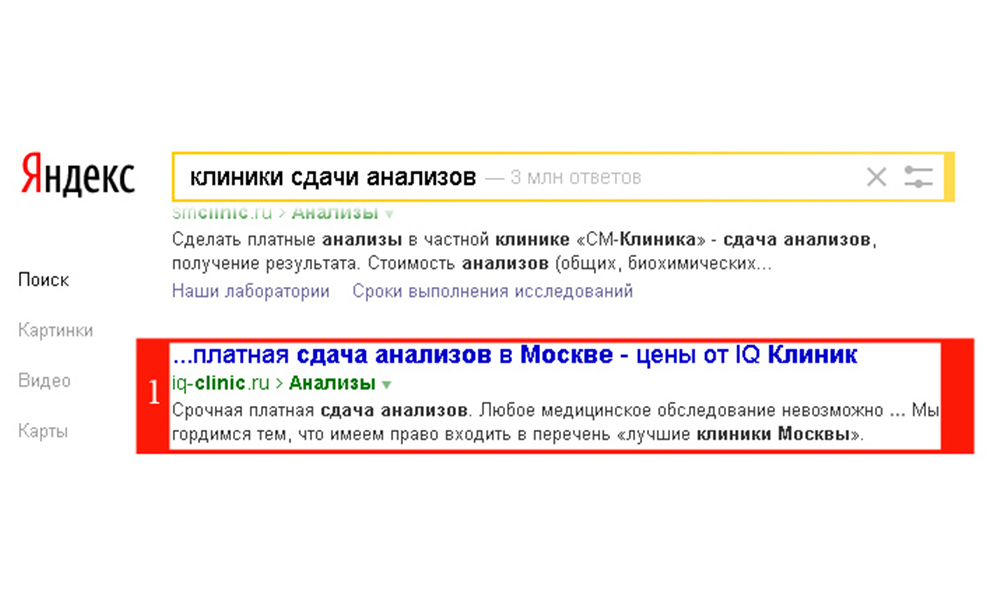 Яндекс
клиники сдачи анализов — 3 млн ответов
smclinic.ru > Анализы
Сделать платные анализы в частной клинике «СМ-Клиника» - сдача анализов,
получение результата. Стоимость анализов (общих, биохимических...
Наши лаборатории Сроки выполнения исследований
Поиск
Картинки
Видео
Карты
1
...платная сдача анализов в Москве - цены от IQ Клиник
iq-clinic.ru > Анализы
Срочная платная сдача анализов. Любое медицинское обследование невозможно ... Мы
гордимся тем, что имеем право входить в перечень «лучшие клиники Москвы».